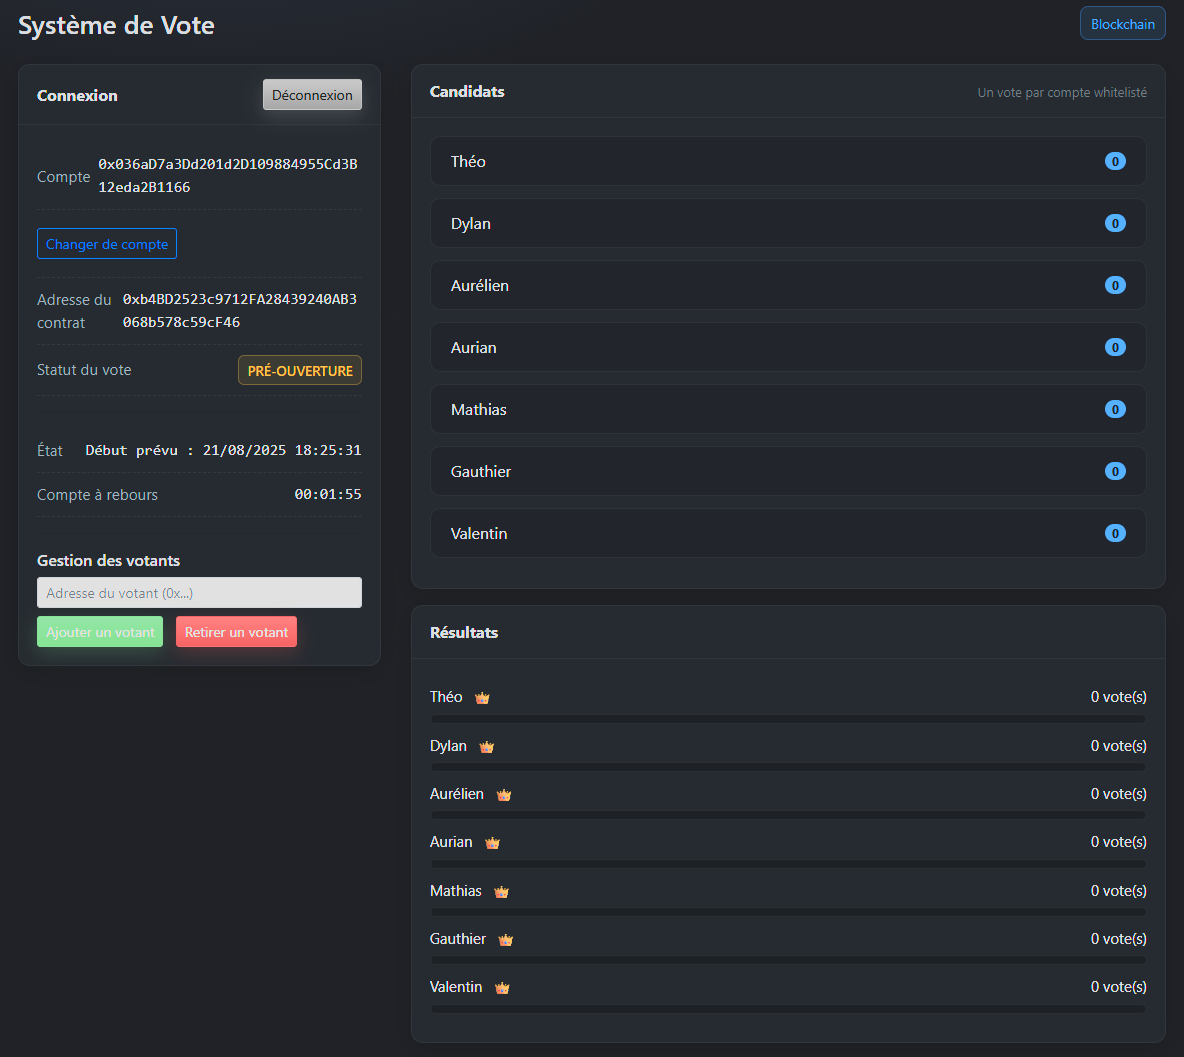 Système de Vote
Blockchain
Connexion
Déconnexion
Compte
0x036aD7a3Dd201d2D109884955Cd3B
12eda2B1166
Changer de compte
Adresse du
contrat
0xb4BD2523c9712FA28439240AB3
068b578c59cF46
Statut du vote
PRÉ-OUVERTURE
État
Début prévu : 21/08/2025 18:25:31
Compte à rebours
00:01:55
Gestion des votants
Adresse du votant (0x...)
Ajouter un votant
Retirer un votant
Candidats
Un vote par compte whitelisté
Théo 0
Dylan 0
Aurélien 0
Aurian 0
Mathias 0
Gauthier 0
Valentin 0
Résultats
Théo 0 vote(s)
Dylan 0 vote(s)
Aurélien 0 vote(s)
Aurian 0 vote(s)
Mathias 0 vote(s)
Gauthier 0 vote(s)
Valentin 0 vote(s)